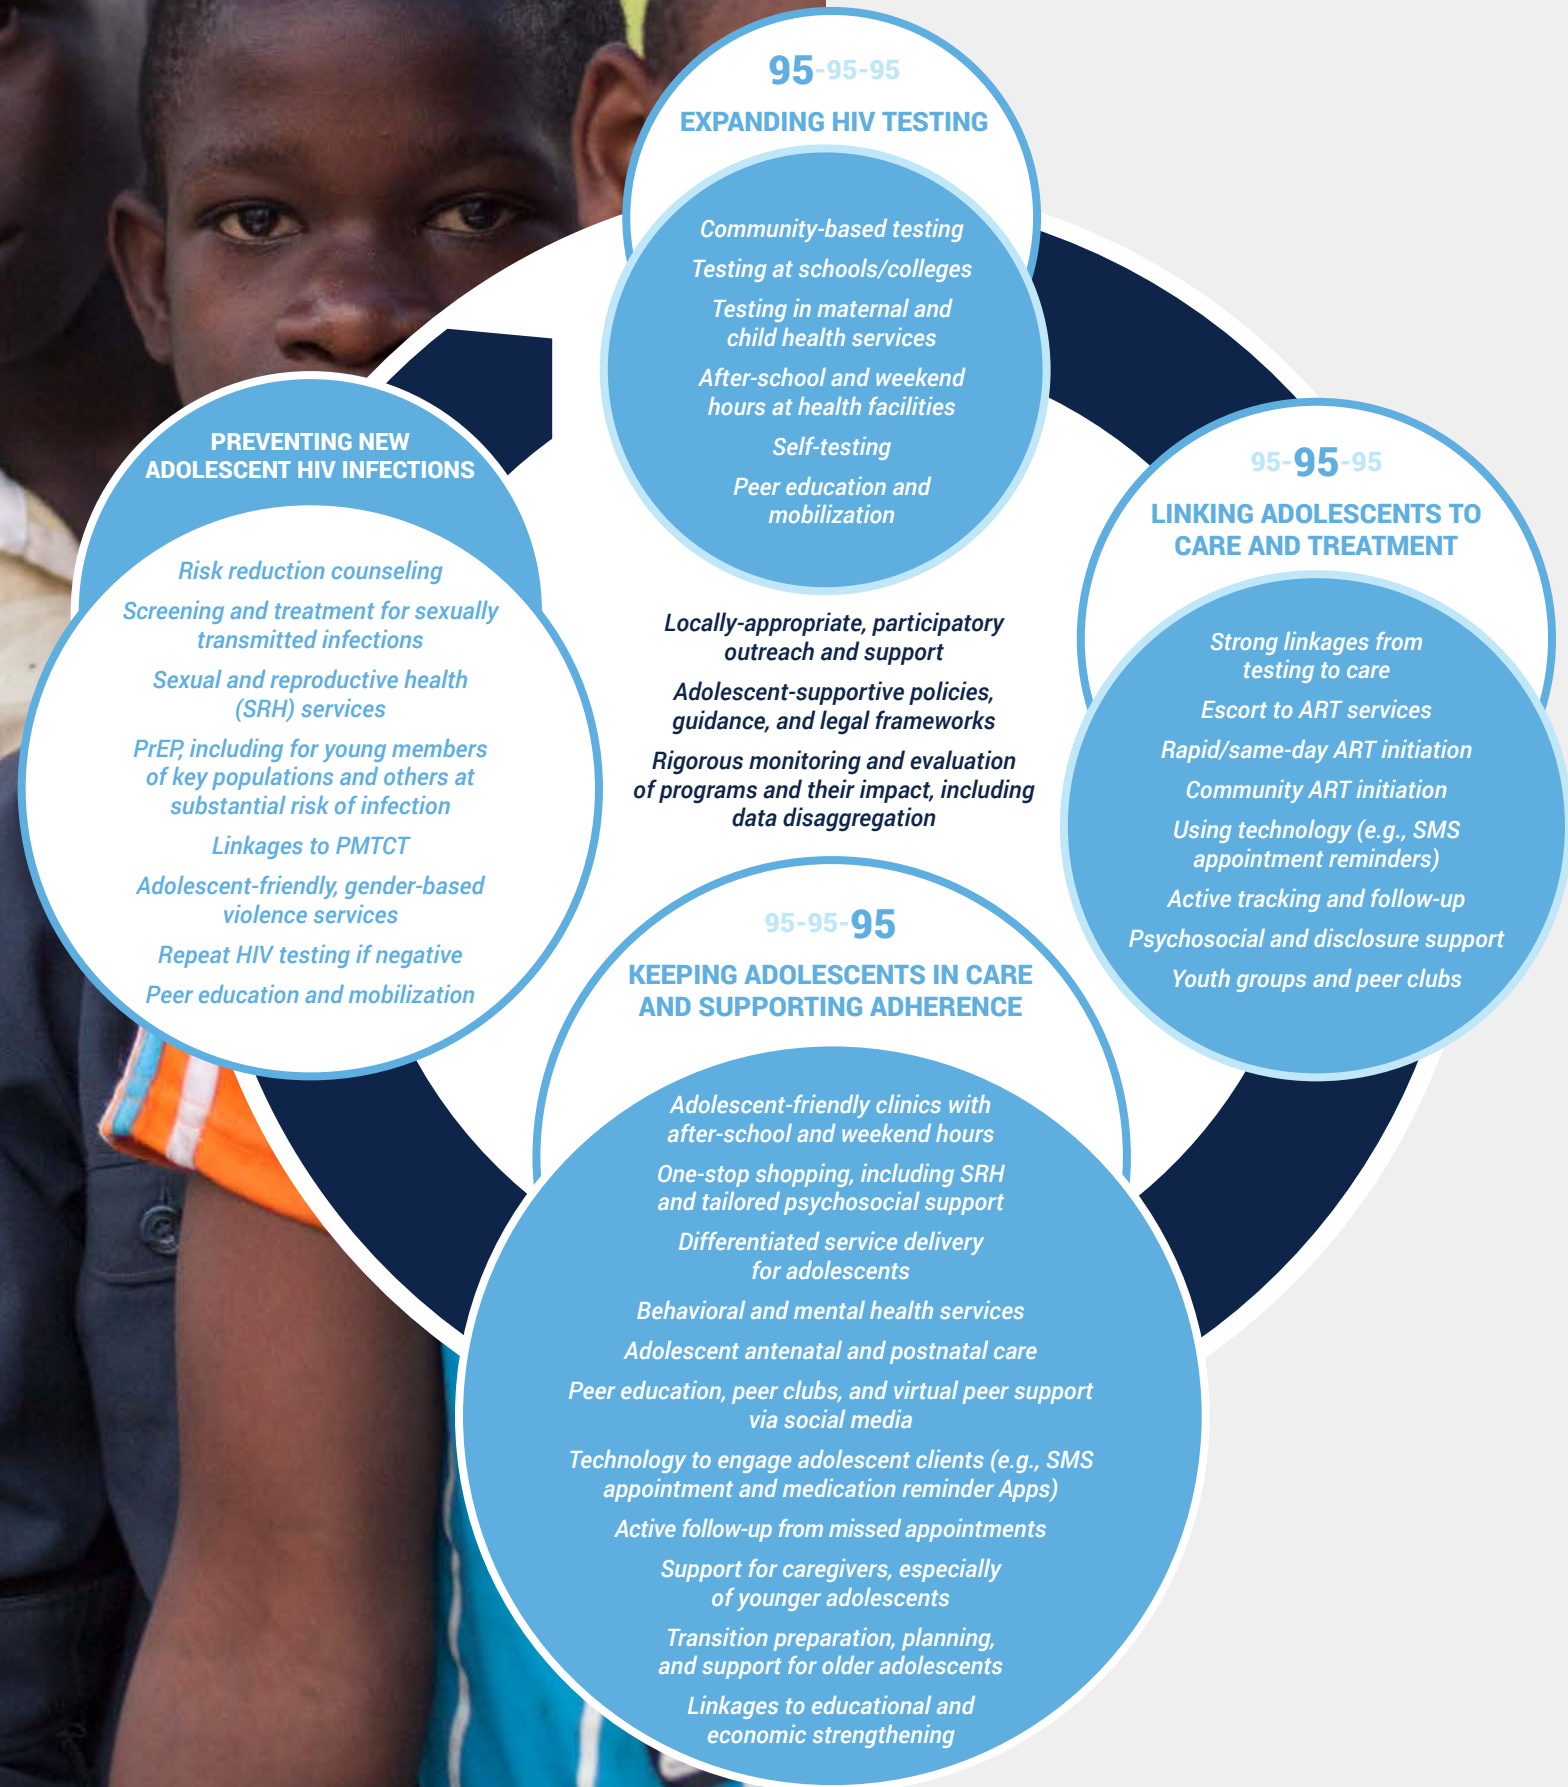 95-95-95
EXPANDING HIV TESTING
Community-based testing
Testing at schools/colleges
Testing in maternal and
child health services
After-school and weekend
hours at health facilities
Self-testing
Peer education and
mobilization
95-95-95
LINKING ADOLESCENTS TO
CARE AND TREATMENT
Strong linkages from
testing to care
Escort to ART services
Rapid/same-day ART initiation
Community ART initiation
Using technology (e.g., SMS
appointment reminders)
Active tracking and follow-up
Psychosocial and disclosure support
Youth groups and peer clubs
95-95-95
KEEPING ADOLESCENTS IN CARE
AND SUPPORTING ADHERENCE
Adolescent-friendly clinics with
after-school and weekend hours
One-stop shopping, including SRH
and tailored psychosocial support
Differentiated service delivery
for adolescents
Behavioral and mental health services
Adolescent antenatal and postnatal care
Peer education, peer clubs, and virtual peer support
via social media
Technology to engage adolescent clients (e.g., SMS
appointment and medication reminder Apps)
Active follow-up from missed appointments
Support for caregivers, especially
of younger adolescents
Transition preparation, planning,
and support for older adolescents
Linkages to educational and
economic strengthening
PREVENTING NEW
ADOLESCENT HIV INFECTIONS
Risk reduction counseling
Screening and treatment for sexually
transmitted infections
Sexual and reproductive health
(SRH) services
PrEP, including for young members
of key populations and others at
substantial risk of infection
Linkages to PMTCT
Adolescent-friendly, gender-based
violence services
Repeat HIV testing if negative
Peer education and mobilization
Locally-appropriate, participatory
outreach and support
Adolescent-supportive policies,
guidance, and legal frameworks
Rigorous monitoring and evaluation
of programs and their impact, including
data disaggregation